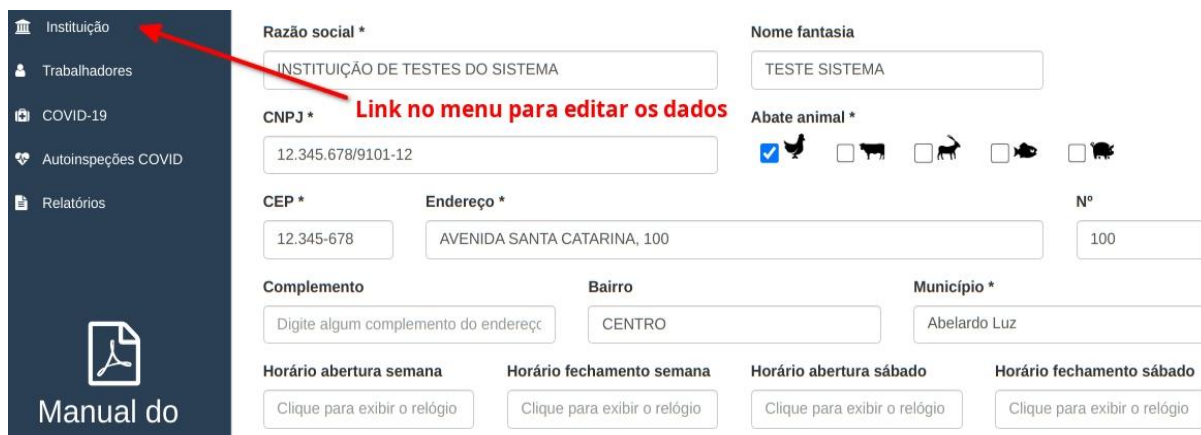 Instituição
Trabalhadores
COVID-19
Autoinspeções COVID
Relatórios
Manual do
Razão social *
Nome fantasia
INSTITUIÇÃO DE TESTES DO SISTEMA
TESTE SISTEMA
Link no menu para editar os dados
CNPJ *
Abate animal *
12.345.678/9101-12
CEP *
Endereço *
Nº
12.345-678
AVENIDA SANTA CATARINA, 100
100
Complemento
Bairro
Município *
Digite algum complemento do endereç
CENTRO
Abelardo Luz
Horário abertura semana
Horário fechamento semana
Horário abertura sábado
Horário fechamento sábado
Clique para exibir o relógio
Clique para exibir o relógio
Clique para exibir o relógio
Clique para exibir o relógio